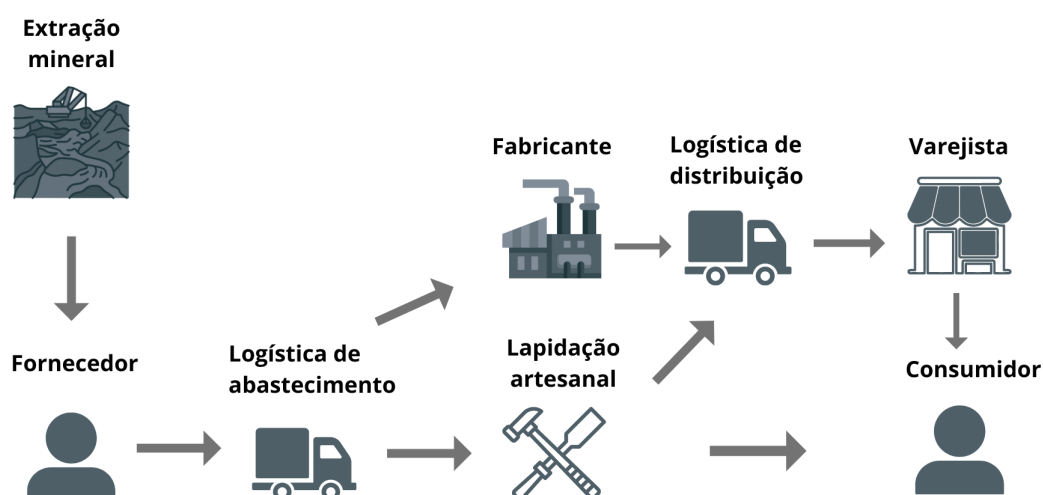 Extração
mineral
Fornecedor
Logística de
abastecimento
Fabricante
Lapidação
artesanal
Logística de
distribuição
Varejista
Consumidor